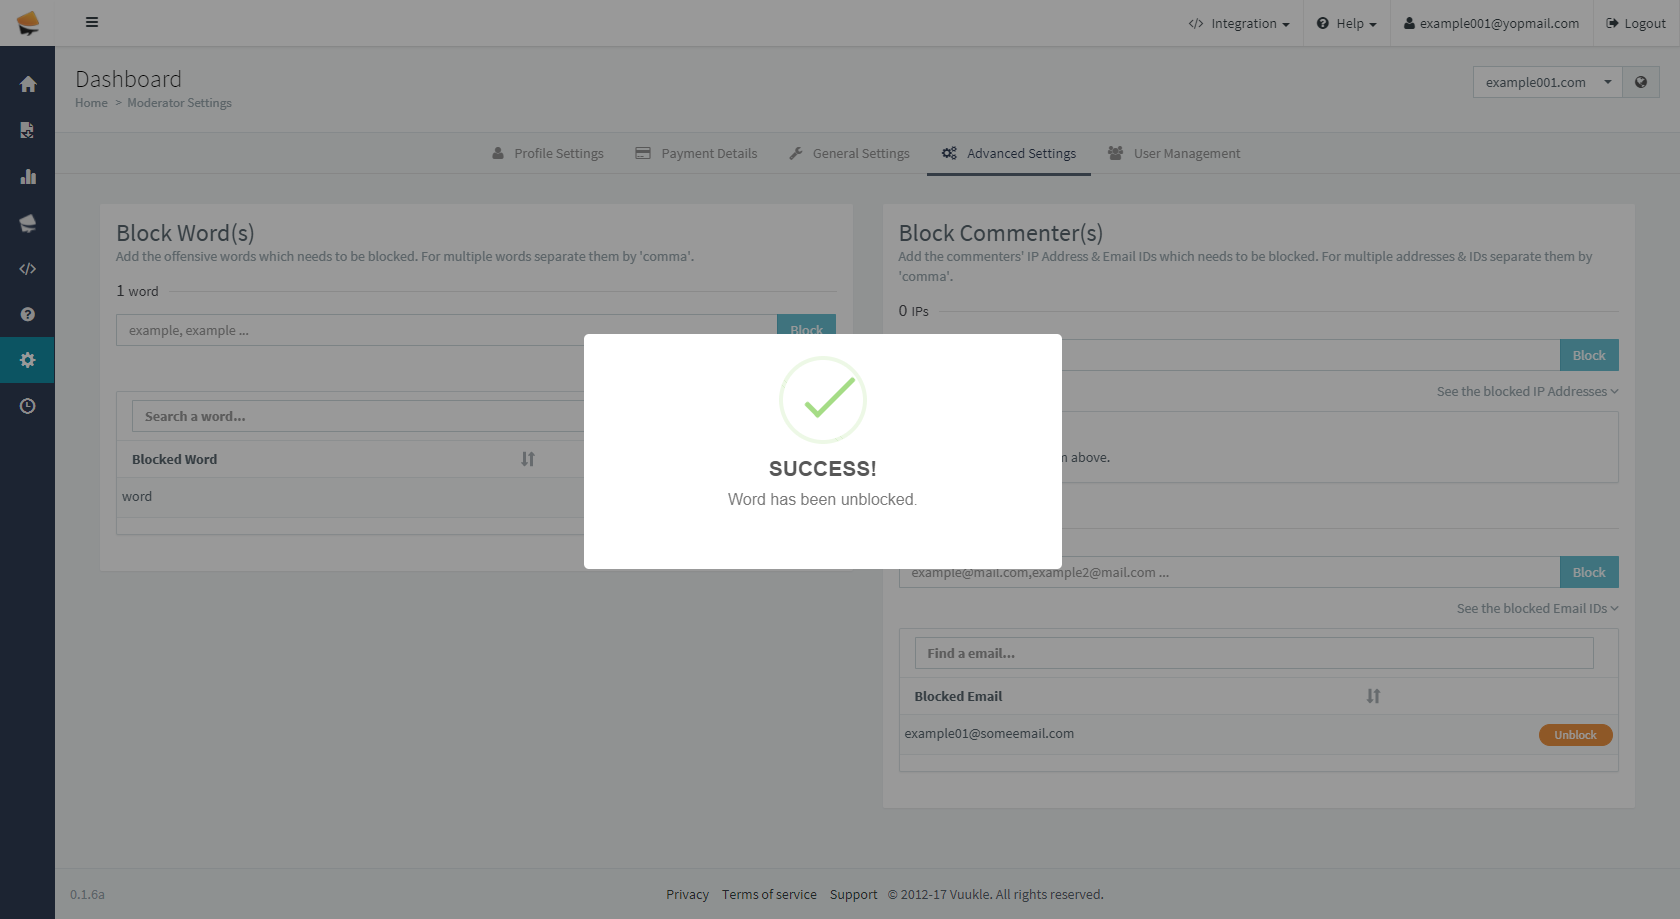 Integration
Help
example001@yopmail.com
Logout
Dashboard
Home > Moderator Settings
example001.com
Profile Settings
Payment Details
General Settings
Advanced Settings
User Management
Block Word(s)
Add the offensive words which needs to be blocked. For multiple words separate them by 'comma'.
1 word
example, example ...
Block
Search a word...
Blocked Word
word
Block Commenter(s)
Add the commenters' IP Address & Email IDs which needs to be blocked. For multiple addresses & IDs separate them by
'comma'.
0 IPs
Block
See the blocked IP Addresses
above.
example@mail.com,example2@mail.com ...
Block
See the blocked Email IDs
Find a email...
Blocked Email
example01@someemail.com
Unblock
SUCCESS!
Word has been unblocked.
0.1.6a
Privacy Terms of service Support © 2012-17 Vuukle. All rights reserved.